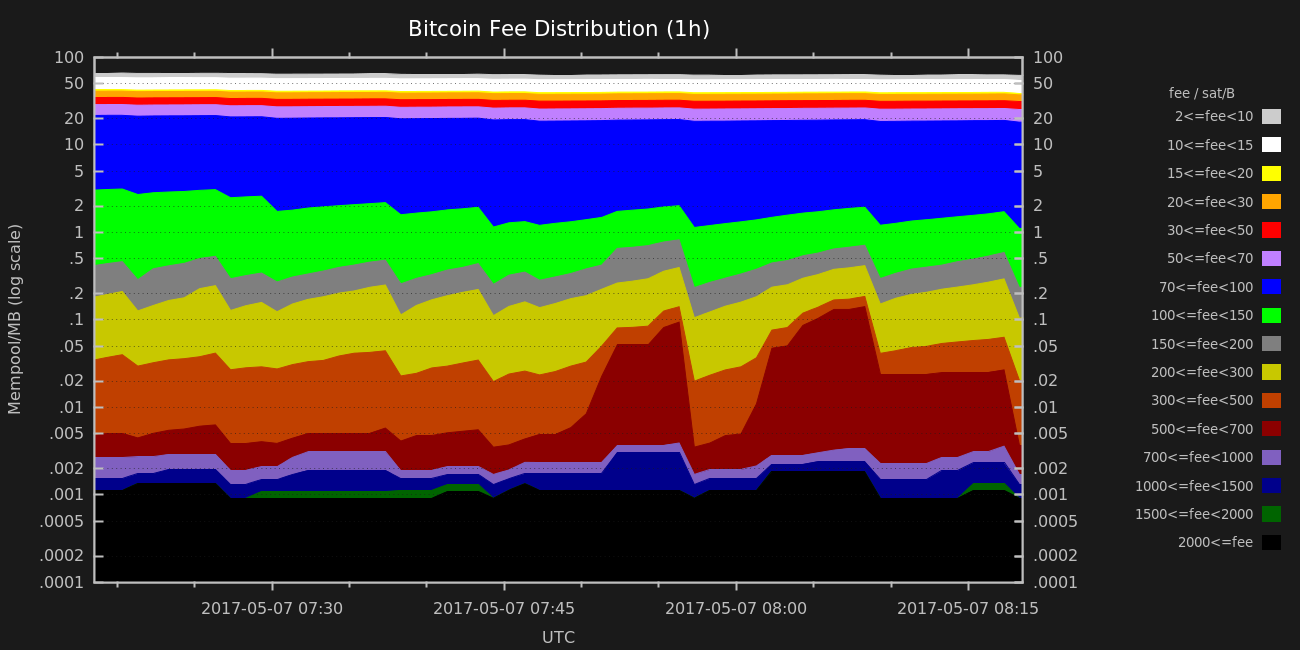 Bitcoin Fee Distribution (1h)
Mempool/MB (log scale)
100 100
50 50
20 20
10 10
5 5
2 2
1 1
.5 .5
.2 .2
.1 .1
.05 .05
.02 .02
.01 .01
.005 .005
.002 .002
.001 .001
.0005 .0005
.0002 .0002
.0001 .0001
2017-05-07 07:30 2017-05-07 07:45 2017-05-07 08:00 2017-05-07 08:15
UTC
fee / sat/B
2<=fee<10
10<=fee<15
15<=fee<20
20<=fee<30
30<=fee<50
50<=fee<70
70<=fee<100
100<=fee<150
150<=fee<200
200<=fee<300
300<=fee<500
500<=fee<700
700<=fee<1000
1000<=fee<1500
1500<=fee<2000
2000<=fee